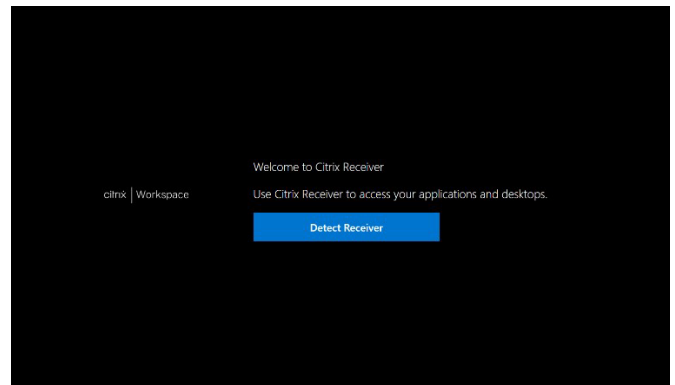 Welcome to Citrix Receiver
citrix | Workspace
Use Citrix Receiver to access your applications and desktops.
Detect Receiver